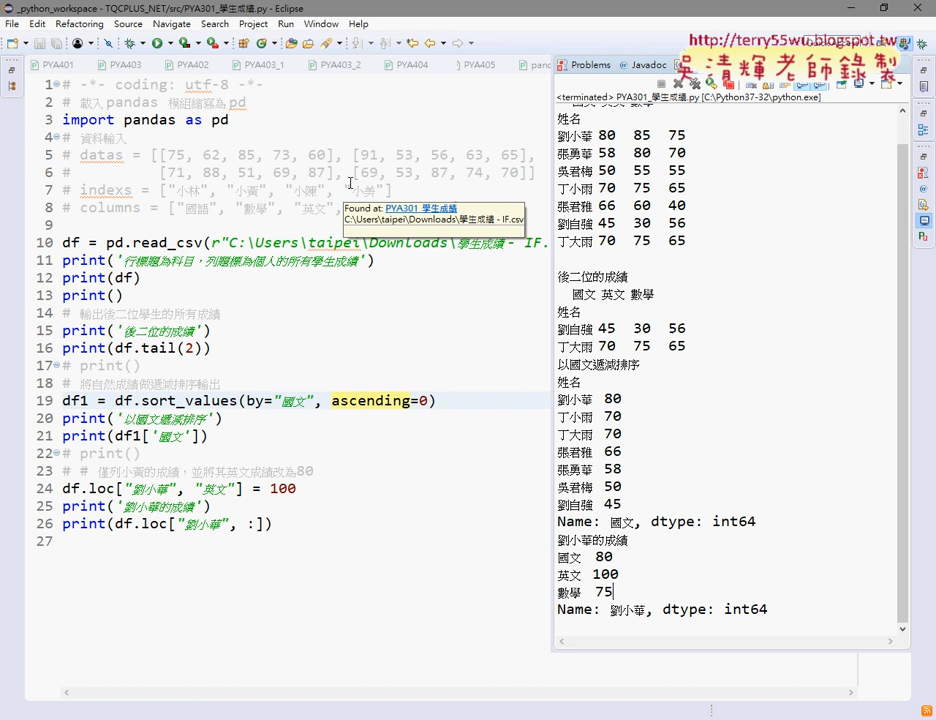 _python_workspace - TQCPLUS_NET/src/PYA301_學生成績.py - Eclipse
File Edit Refactoring Source Navigate Search Project Run Window Help
http://terry55wu.blogspot.tw
吳清輝老師錄製
PYA401 PYA403 PYA402 PYA403_1 PYA403_2 PYA404 PYA405 panc
Problems Javadoc
<terminated> PYA301_學生成績.py [C:\Python37-32\python.exe]
1 # -*- coding: utf-8 -*-
2 # 載入pandas 模組縮寫為pd
3 import pandas as pd
4 # 資料輸入
5 # datas = [[75, 62, 85, 73, 60], [91, 53, 56, 63, 65],
6 # [71, 88, 51, 69, 87], [69, 53, 87, 74, 70]]
7 # indexs = ["小林", "小黃", "小陳", "小美"]
8 # columns = ["國語", "數學", "英文",
Found at: PYA301_學生成績
C:\Users\taipei\Downloads\學生成績 - IF.csv
9
10 df = pd.read_csv(r"C:\Users\taipei\Downloads\學生成績 - IF.
11 print('行標題為科目，列題標為個人的所有學生成績')
12 print(df)
13 print()
14 # 輸出後二位學生的所有成績
15 print('後二位的成績')
16 print(df.tail(2))
17 # print()
18 # 將自然成績做遞減排序輸出
19 df1 = df.sort_values(by="國文", ascending=0)
20 print('以國文遞減排序')
21 print(df1['國文'])
22 # print()
23 # # 僅列小黃的成績，並將其英文成績改為80
24 df.loc["劉小華", "英文"] = 100
25 print('劉小華的成績')
26 print(df.loc["劉小華", :])
27
國文 英文 數學
姓名
劉小華 80 85 75
張勇華 58 80 70
吳君梅 50 55 55
丁小雨 70 75 65
張君雅 66 60 40
劉自強 45 30 56
丁大雨 70 75 65
後二位的成績
國文 英文 數學
姓名
劉自強 45 30 56
丁大雨 70 75 65
以國文遞減排序
姓名
劉小華 80
丁小雨 70
丁大雨 70
張君雅 66
張勇華 58
吳君梅 50
劉自強 45
Name: 國文, dtype: int64
劉小華的成績
國文 80
英文 100
數學 75
Name: 劉小華, dtype: int64